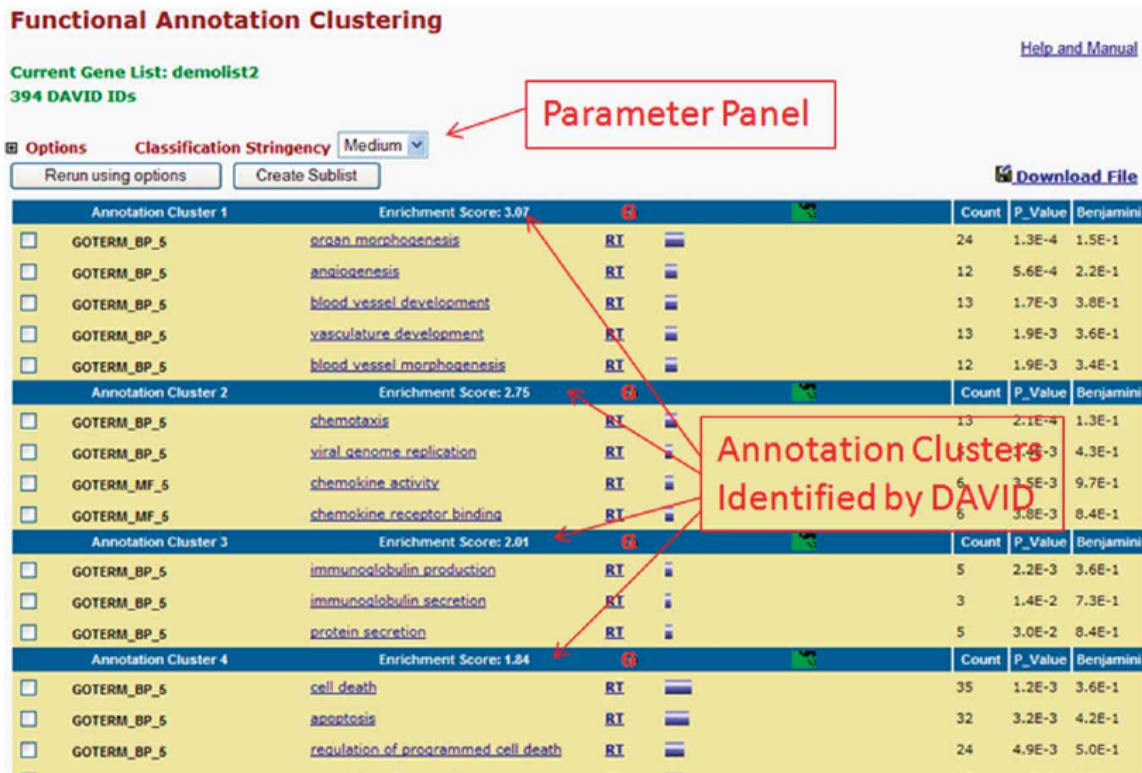 Functional Annotation Clustering
Help and Manual
Current Gene List: demolist2
394 DAVID IDs
Parameter Panel
Options Classification Stringency Medium
Rerun using options Create Sublist Download File
Annotation Cluster 1 Enrichment Score: 3.07 G Count P_Value Benjamini
GOTERM_BP_5 organ morphogenesis RT 24 1.3E-4 1.5E-1
GOTERM_BP_5 angiogenesis RT 12 5.6E-4 2.2E-1
GOTERM_BP_5 blood vessel development RT 13 1.7E-3 3.8E-1
GOTERM_BP_5 vasculature development RT 13 1.9E-3 3.6E-1
GOTERM_BP_5 blood vessel morphogenesis RT 12 1.9E-3 3.4E-1
Annotation Cluster 2 Enrichment Score: 2.75 G Count P_Value Benjamini
GOTERM_BP_5 chemotaxis RT 13 2.1E-4 1.3E-1
GOTERM_BP_5 viral genome replication RT 4.3E-1
GOTERM_MF_5 chemokine activity RT 6 3.5E-3 9.7E-1
GOTERM_MF_5 chemokine receptor binding RT 6 3.8E-3 8.4E-1
Annotation Clusters
Identified by DAVID
Annotation Cluster 3 Enrichment Score: 2.01 G Count P_Value Benjamini
GOTERM_BP_5 immunoglobulin production RT 5 2.2E-3 3.6E-1
GOTERM_BP_5 immunoglobulin secretion RT 3 1.4E-2 7.3E-1
GOTERM_BP_5 protein secretion RT 5 3.0E-2 8.4E-1
Annotation Cluster 4 Enrichment Score: 1.84 G Count P_Value Benjamini
GOTERM_BP_5 cell death RT 35 1.2E-3 3.6E-1
GOTERM_BP_5 apoptosis RT 32 3.2E-3 4.2E-1
GOTERM_BP_5 regulation of programmed cell death RT 24 4.9E-3 5.0E-1